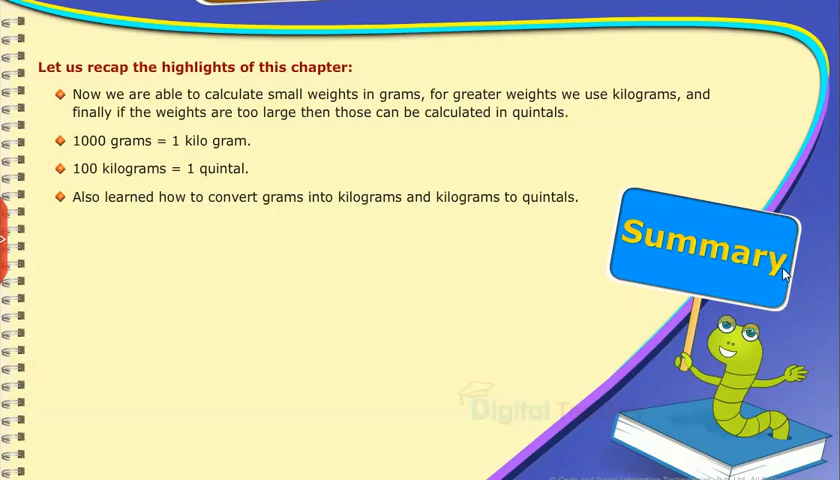 Let us recap the highlights of this chapter:
Now we are able to calculate small weights in grams, for greater weights we use kilograms, and
finally if the weights are too large then those can be calculated in quintals.
1000 grams = 1 kilo gram.
100 kilograms = 1 quintal.
Also learned how to convert grams into kilograms and kilograms to quintals.
Summary
Digital